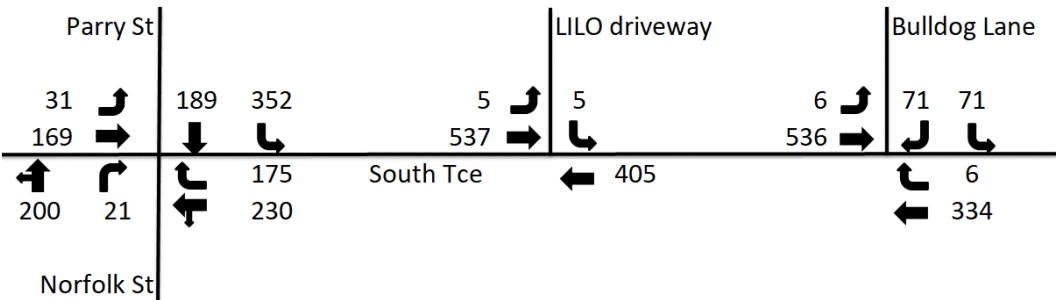 Parry St LILO driveway Bulldog Lane
31 189 352 5 5 6 71 71
169 537 536
175 South Tce 405 6
200 21 230 334
Norfolk St